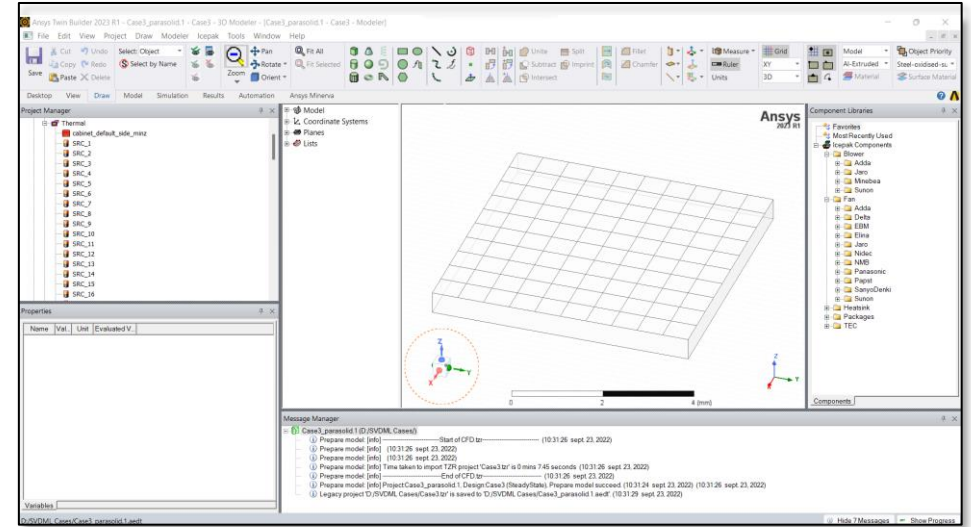 Ansys Twin Builder 2023 R1 - Case3_parasolid.1 - Case3 - 3D Modeler - [Case3_parasolid.1 - Case3 - Modeler]
File Edit View Project Draw Modeler Icepak Tools Window Help
Save
Cut Undo
Copy Redo
Paste Delete
Select: Object
Select by Name
Zoom
Pan
Rotate
Orient
Fit All
Fit Selected
Unite
Subtract
Intersect
Split
Imprint
Fillet
Chamfer
Measure
Ruler
Units
Grid
XY
3D
Model
Al-Extruded
Material
Object Priority
Steel-oxidised-su
Surface Material
Desktop View Draw Model Simulation Results Automation Ansys Minerva
Project Manager
Thermal
cabinet_default_side_minz
SRC_1
SRC_2
SRC_3
SRC_4
SRC_5
SRC_6
SRC_7
SRC_8
SRC_9
SRC_10
SRC_11
SRC_12
SRC_13
SRC_14
SRC_15
SRC_16
Properties
Name Val... Unit Evaluated V...
Variables
Model
Coordinate Systems
Planes
Lists
Ansys
2023 R1
Z
Y
X
Z
Y
0 2 4 (mm)
Component Libraries
Favorites
Most Recently Used
Icepak Components
Blower
Adda
Jaro
Minebea
Sunon
Fan
Adda
Delta
EBM
Elina
Jaro
Nidec
NMB
Panasonic
Papst
SanyoDenki
Sunon
Heatsink
Packages
TEC
Components
Message Manager
Case3_parasolid.1 (D:/SVDML Cases/)
Prepare model: [info] ---------------------Start of CFD.tzr--------------------- (10:31:26 sept. 23, 2022)
Prepare model: [info] (10:31:26 sept. 23, 2022)
Prepare model: [info] (10:31:26 sept. 23, 2022)
Prepare model: [info] Time taken to import TZR project 'Case3.tzr' is 0 mins 7.45 seconds (10:31:26 sept. 23, 2022)
Prepare model: [info] ---------------------End of CFD.tzr--------------------- (10:31:26 sept. 23, 2022)
Prepare model: [info] Project:Case3_parasolid.1, Design:Case3 (SteadyState), Prepare model succeed. (10:31:24 sept. 23, 2022) (10:31:26 sept. 23, 2022)
Legacy project 'D:/SVDML Cases/Case3.tzr' is saved to 'D:/SVDML Cases/Case3_parasolid.1.aedt'. (10:31:29 sept. 23, 2022)
D:/SVDML Cases/Case3_parasolid.1.aedt
Hide 7 Messages Show Progress